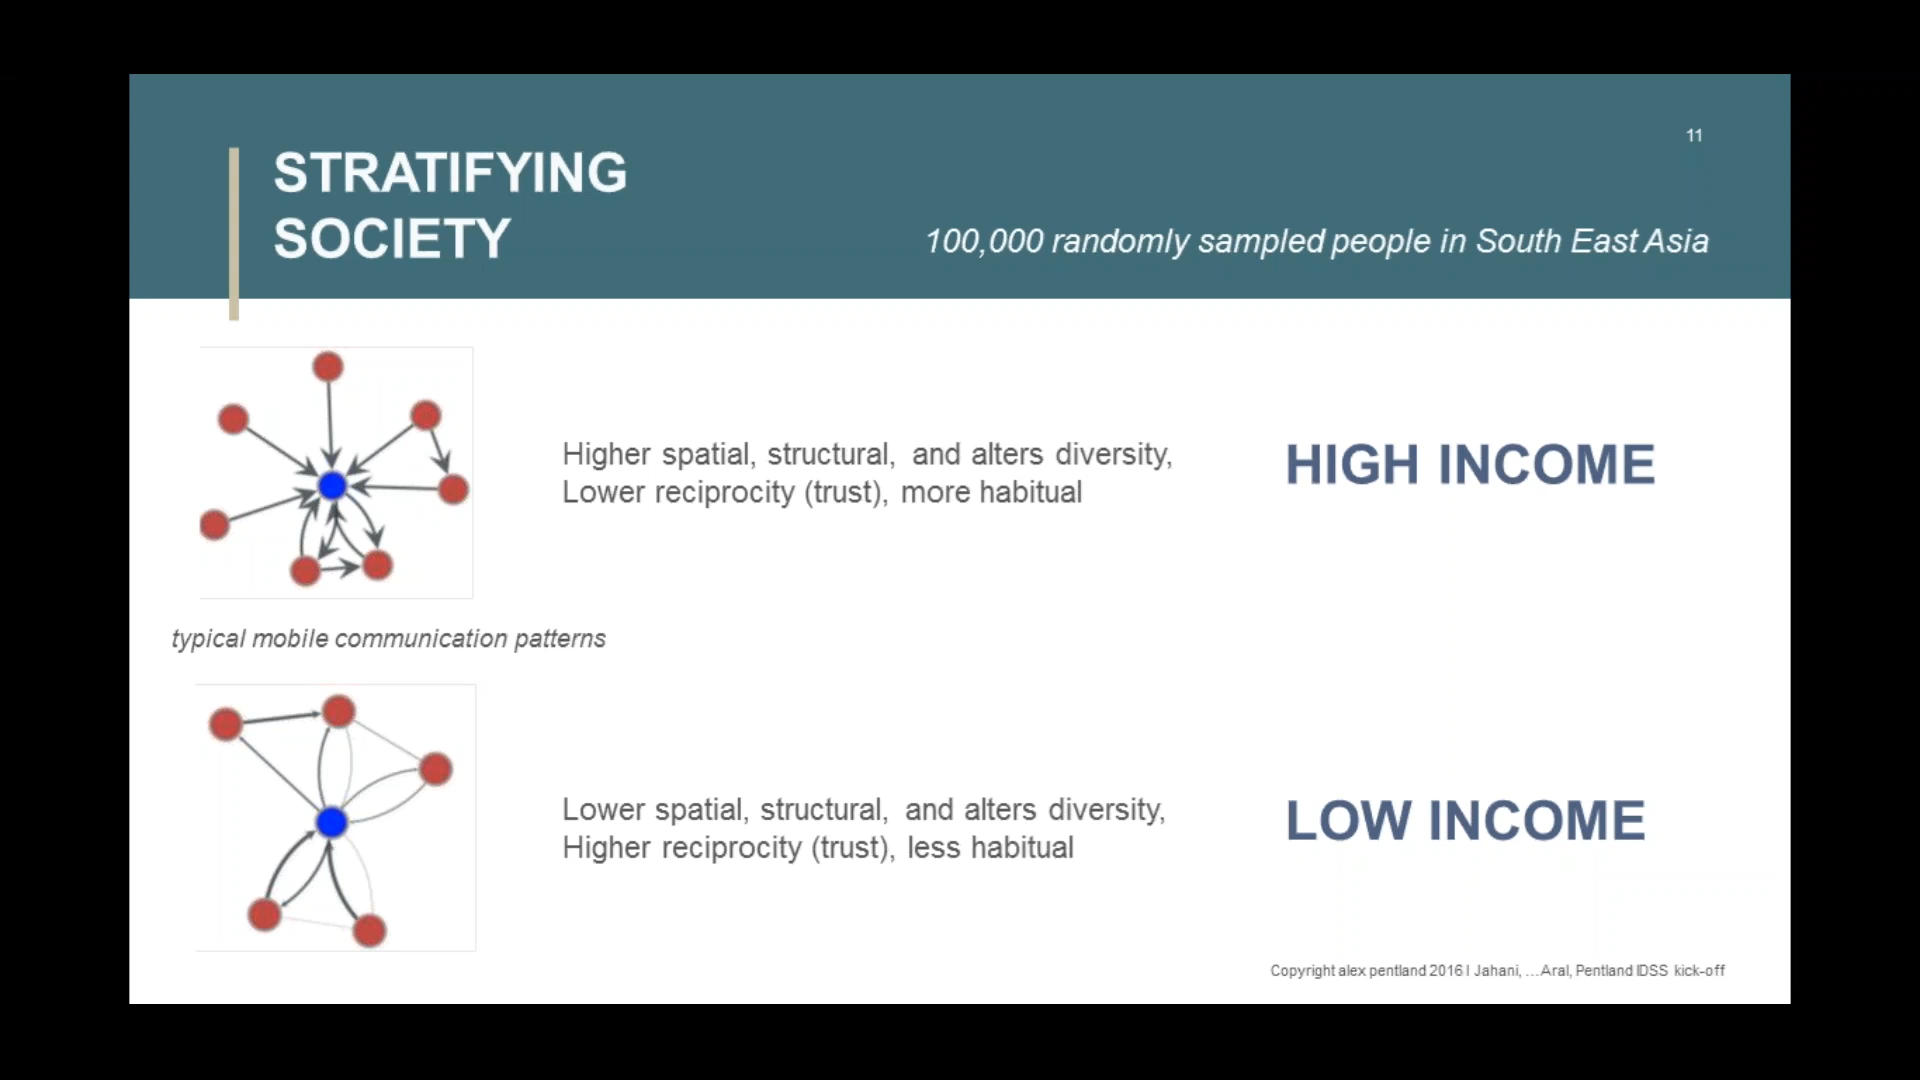 11
STRATIFYING
SOCIETY
100,000 randomly sampled people in South East Asia
Higher spatial, structural, and alters diversity,
Lower reciprocity (trust), more habitual
HIGH INCOME
typical mobile communication patterns
Lower spatial, structural, and alters diversity,
Higher reciprocity (trust), less habitual
LOW INCOME
Copyright alex pentland 2016 I Jahani, ...Aral, Pentland IDSS kick-off